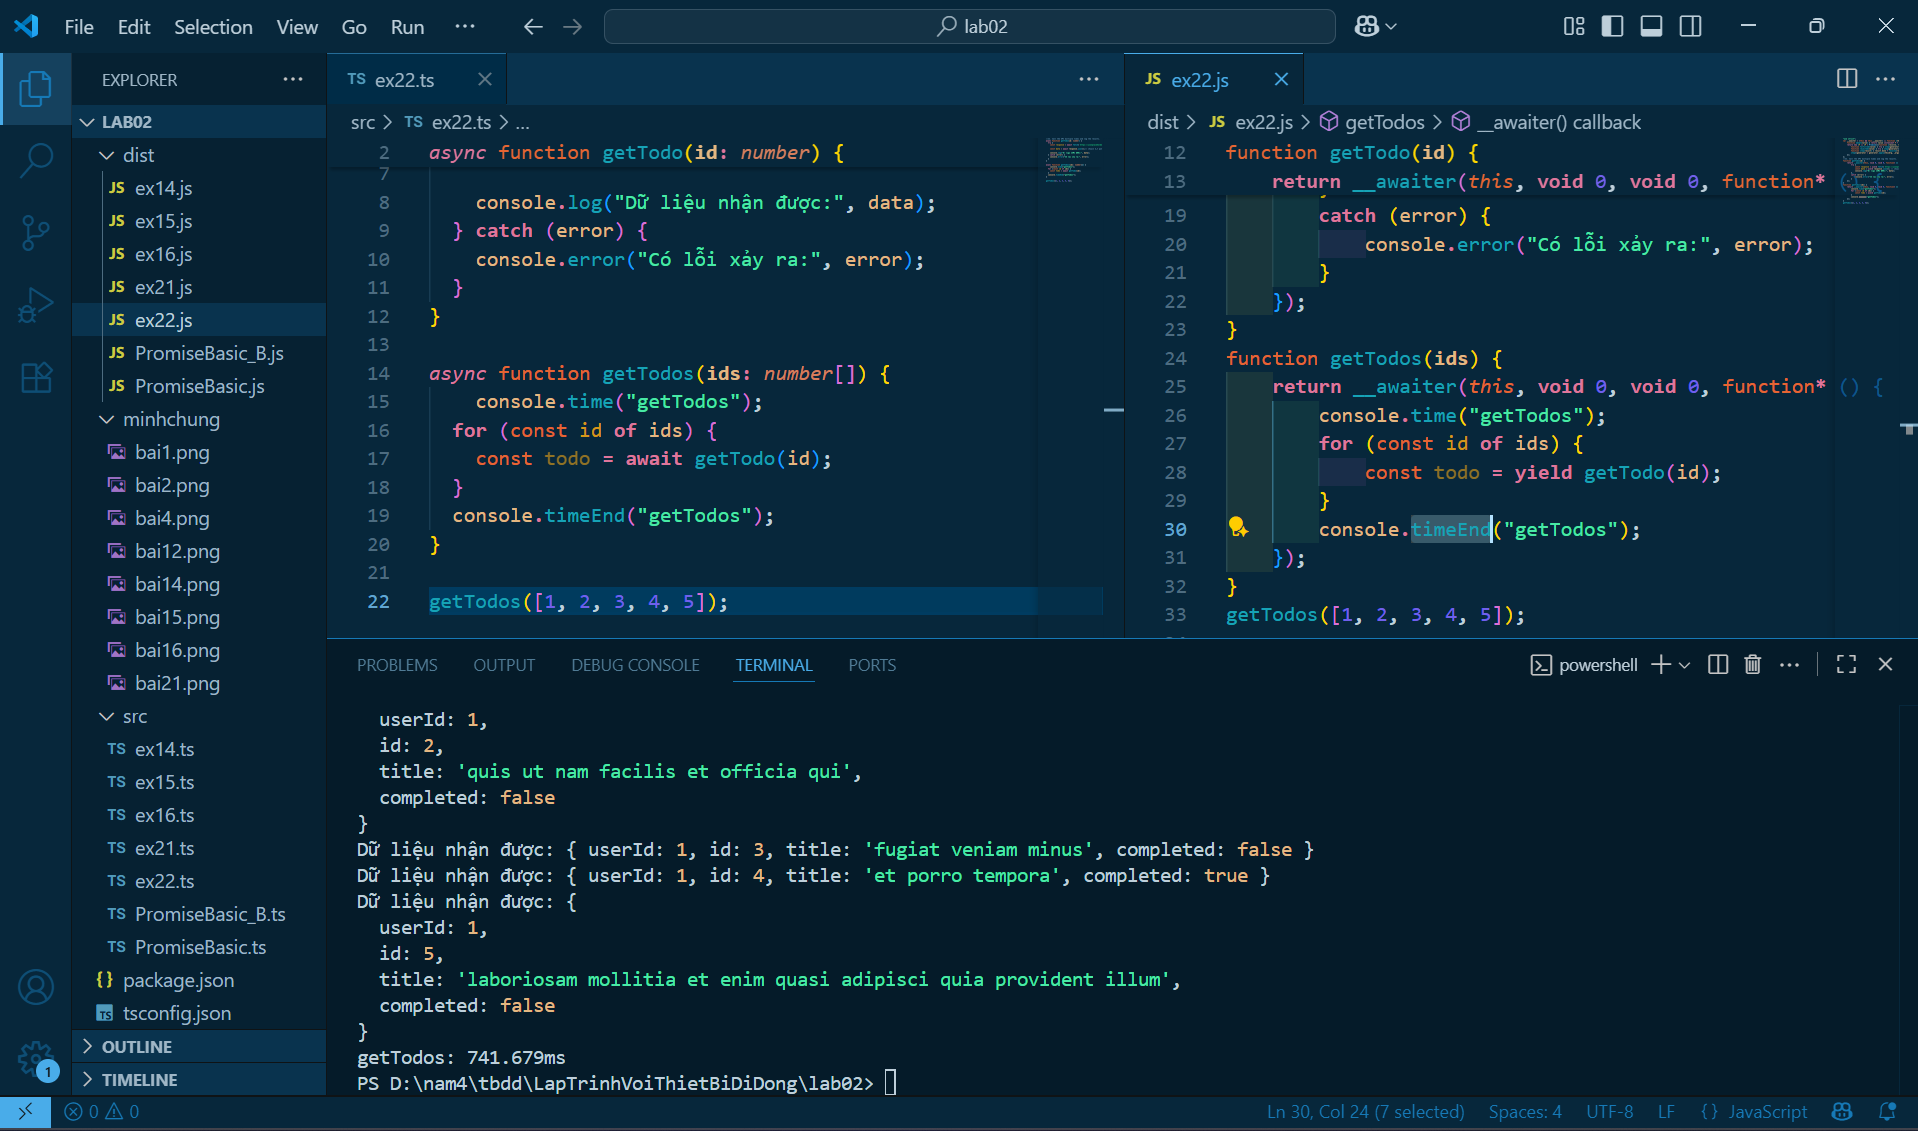 File Edit Selection View Go Run ··· lab02
EXPLORER ···
LAB02
dist
JS ex14.js
JS ex15.js
JS ex16.js
JS ex21.js
JS ex22.js
JS PromiseBasic_B.js
JS PromiseBasic.js
minhchung
bai1.png
bai2.png
bai4.png
bai12.png
bai14.png
bai15.png
bai16.png
bai21.png
src
TS ex14.ts
TS ex15.ts
TS ex16.ts
TS ex21.ts
TS ex22.ts
TS PromiseBasic_B.ts
TS PromiseBasic.ts
{} package.json
TS tsconfig.json
OUTLINE
TIMELINE
1
TS ex22.ts
src > TS ex22.ts > ...
2 async function getTodo(id: number) {
7
8 console.log("Dữ liệu nhận được:", data);
9 } catch (error) {
10 console.error("Có lỗi xảy ra:", error);
11 }
12 }
13
14 async function getTodos(ids: number[]) {
15 console.time("getTodos");
16 for (const id of ids) {
17 const todo = await getTodo(id);
18 }
19 console.timeEnd("getTodos");
20 }
21
22 getTodos([1, 2, 3, 4, 5]);
JS ex22.js
dist > JS ex22.js > getTodos > __awaiter() callback
12 function getTodo(id) {
13 return __awaiter(this, void 0, void 0, function* () {
19 catch (error) {
20 console.error("Có lỗi xảy ra:", error);
21 }
22 });
23 }
24 function getTodos(ids) {
25 return __awaiter(this, void 0, void 0, function* () {
26 console.time("getTodos");
27 for (const id of ids) {
28 const todo = yield getTodo(id);
29 }
30 console.timeEnd("getTodos");
31 });
32 }
33 getTodos([1, 2, 3, 4, 5]);
PROBLEMS OUTPUT DEBUG CONSOLE TERMINAL PORTS powershell
userId: 1,
id: 2,
title: 'quis ut nam facilis et officia qui',
completed: false
}
Dữ liệu nhận được: { userId: 1, id: 3, title: 'fugiat veniam minus', completed: false }
Dữ liệu nhận được: { userId: 1, id: 4, title: 'et porro tempora', completed: true }
Dữ liệu nhận được: {
userId: 1,
id: 5,
title: 'laboriosam mollitia et enim quasi adipisci quia provident illum',
completed: false
}
getTodos: 741.679ms
PS D:\nam4\tbdd\LapTrinhVoiThietBiDiDong\lab02>
0 0 Ln 30, Col 24 (7 selected) Spaces: 4 UTF-8 LF {} JavaScript